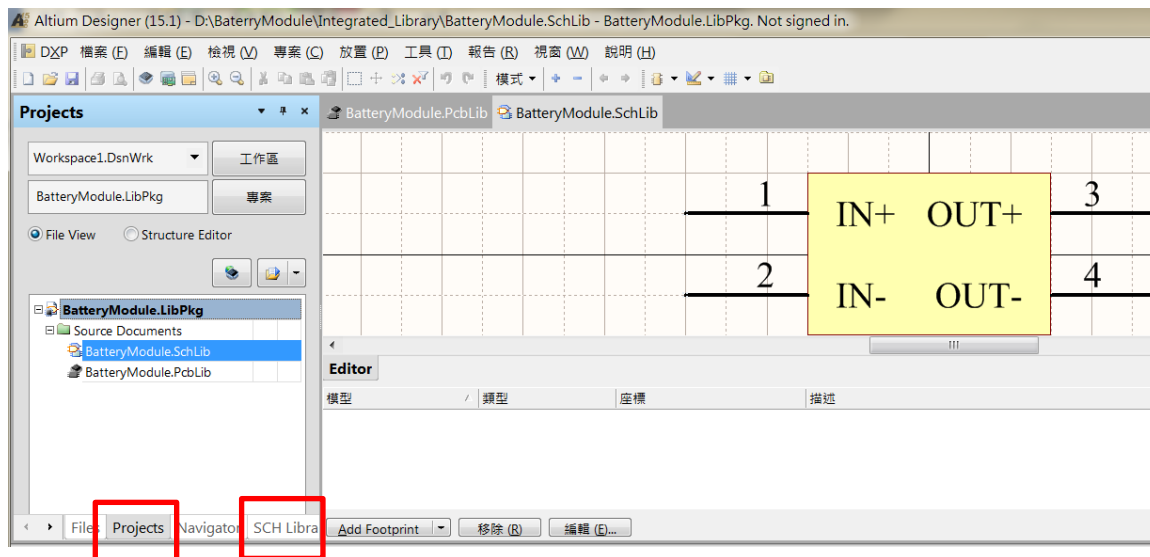 Altium Designer (15.1) - D:\BaterryModule\Integrated_Library\BatteryModule.SchLib - BatteryModule.LibPkg. Not signed in.
DXP 檔案 (F) 編輯 (E) 檢視 (V) 專案 (C) 放置 (P) 工具 (T) 報告 (R) 視窗 (W) 說明 (H)
模式
Projects
BatteryModule.PcbLib BatteryModule.SchLib
Workspace1.DsnWrk 工作區
BatteryModule.LibPkg 專案
File View Structure Editor
BatteryModule.LibPkg
Source Documents
BatteryModule.SchLib
BatteryModule.PcbLib
1 IN+ OUT+ 3
2 IN- OUT- 4
Editor
模型 類型 座標 描述
Files Projects Navigator SCH Libra
Add Footprint 移除 (R) 編輯 (E)...